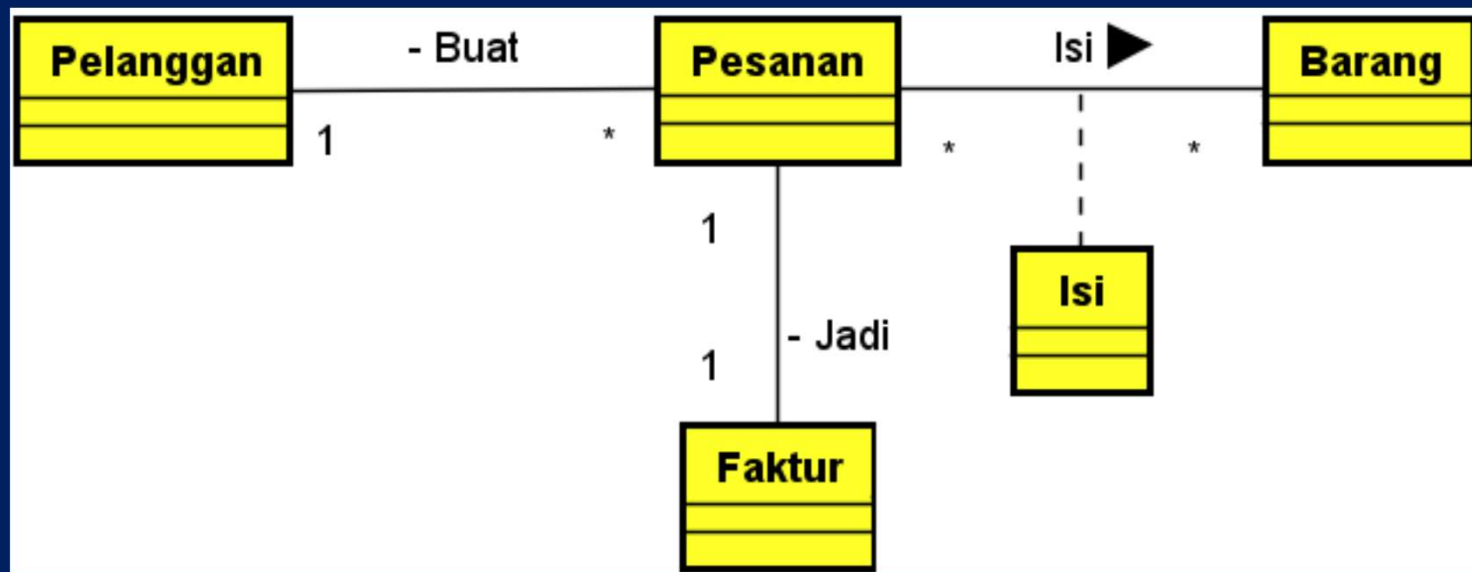 Pelanggan
- Buat
Pesanan
Isi ▶
Barang
1
*
*
*
1
- Jadi
1
Isi
Faktur